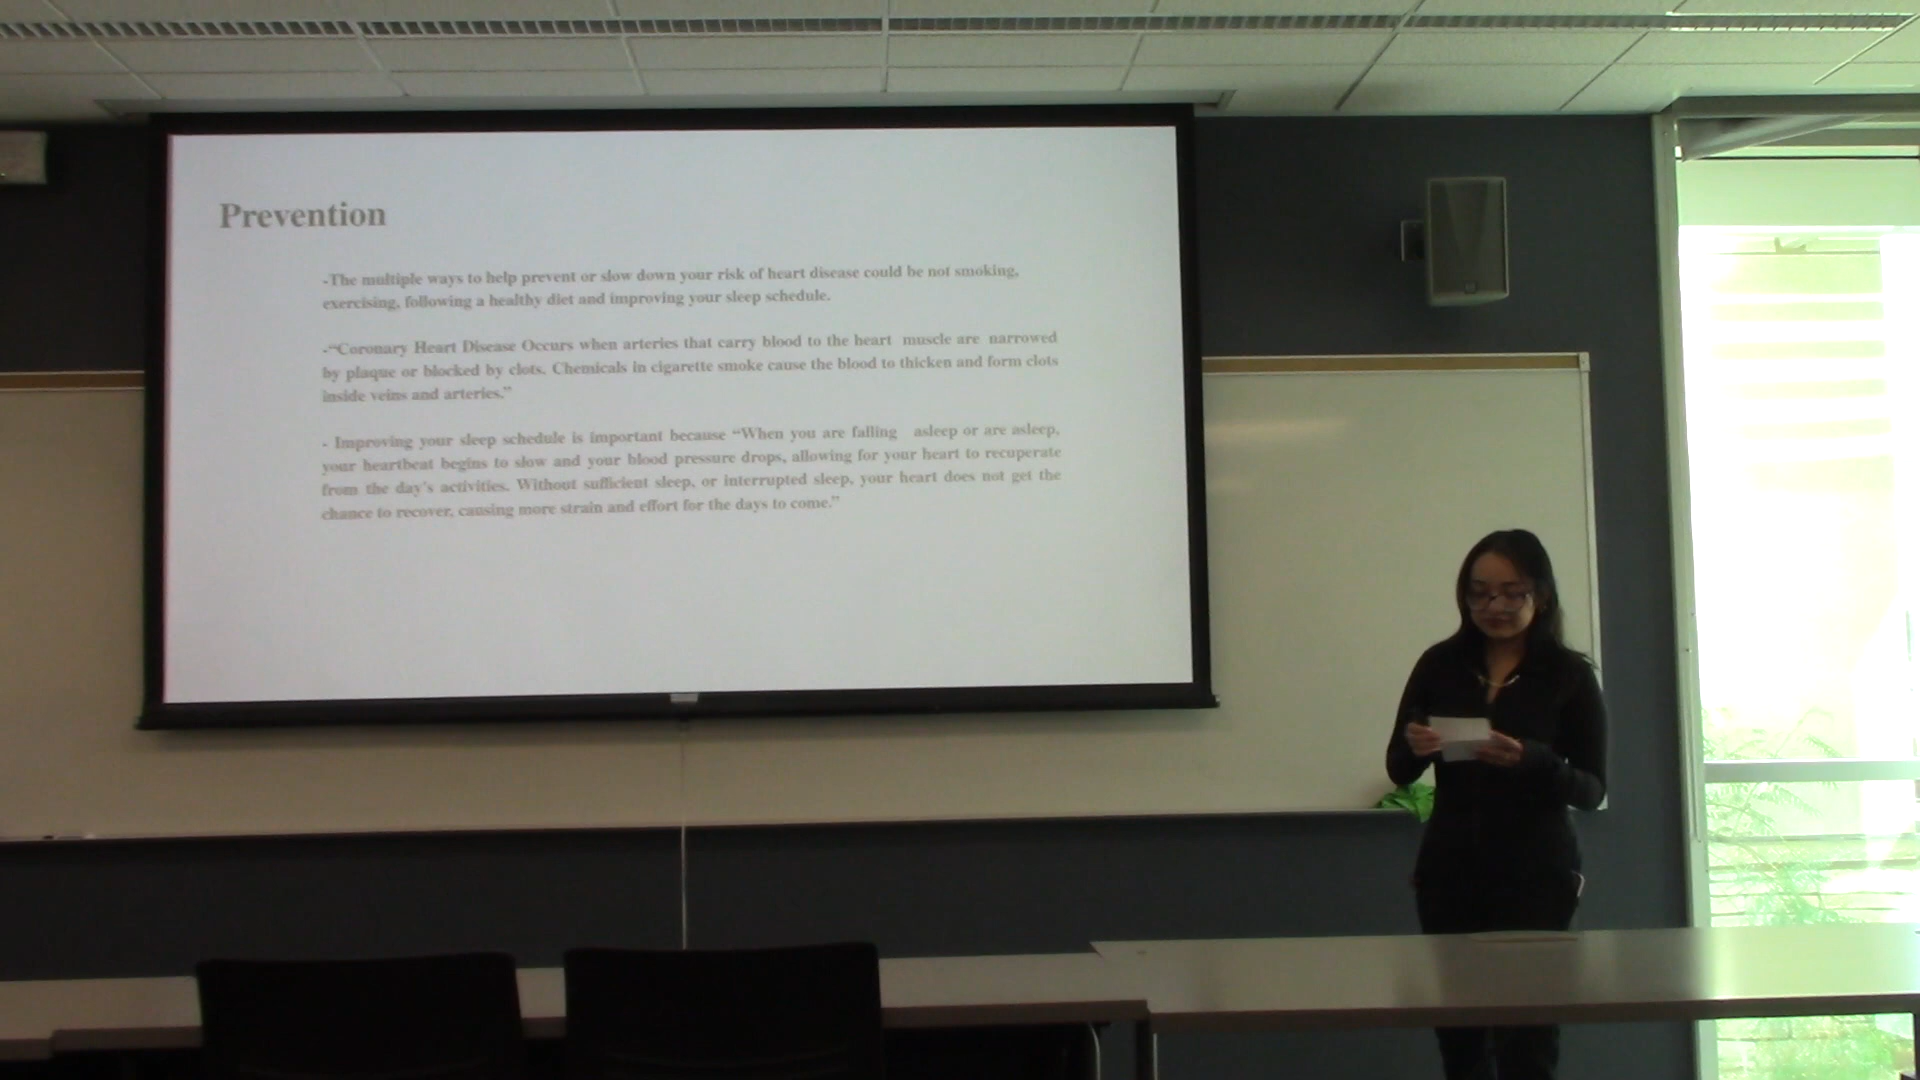 Prevention
-The multiple ways to help prevent or slow down your risk of heart disease could be not smoking,
exercising, following a healthy diet and improving your sleep schedule.
-“Coronary Heart Disease Occurs when arteries that carry blood to the heart muscle are narrowed
by plaque or blocked by clots. Chemicals in cigarette smoke cause the blood to thicken and form clots
inside veins and arteries.”
- Improving your sleep schedule is important because “When you are falling asleep or are asleep,
your heartbeat begins to slow and your blood pressure drops, allowing for your heart to recuperate
from the day's activities. Without sufficient sleep, or interrupted sleep, your heart does not get the
chance to recover, causing more strain and effort for the days to come.”